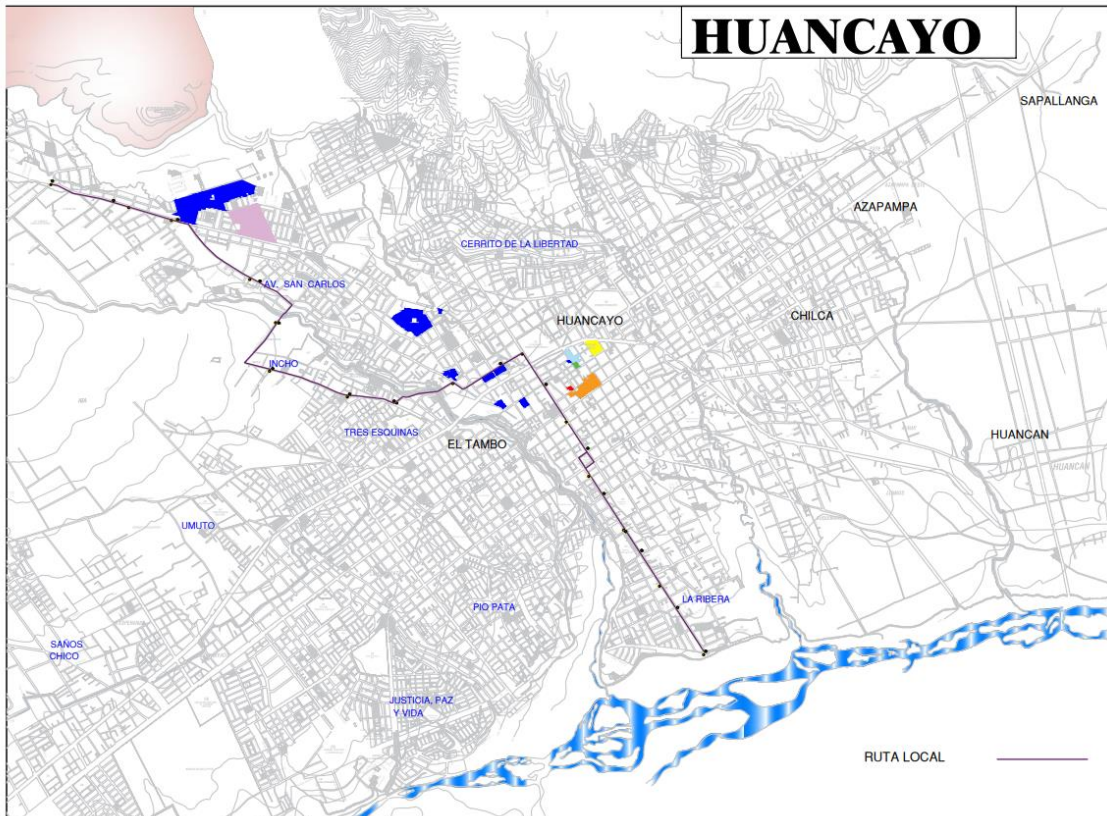 HUANCAYO
SAPALLANGA
AZAPAMPA
CERRITO DE LA LIBERTAD
AV. SAN CARLOS
HUANCAYO
CHILCA
INCHO
TRES ESQUINAS
EL TAMBO
HUANCAN
HUANCAN
UMUTO
LA RIBERA
PIO PATA
SAÑOS
CHICO
JUSTICIA, PAZ
Y VIDA
RUTA LOCAL